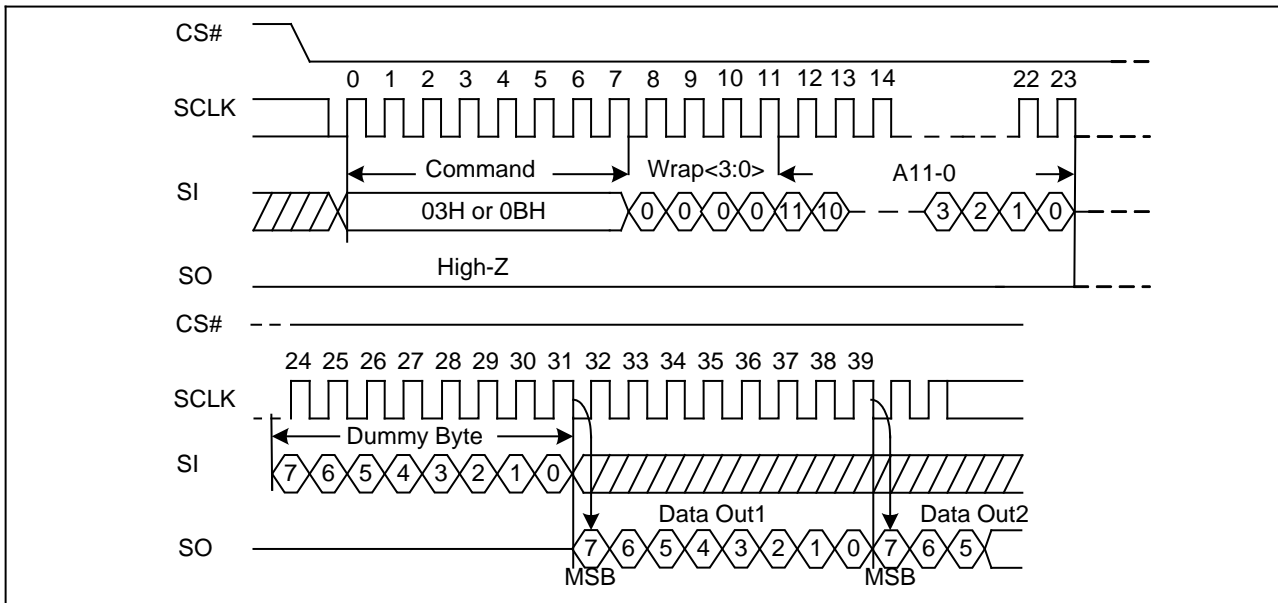 CS#
0 1 2 3 4 5 6 7 8 9 10 11 12 13 14 22 23
SCLK
Command Wrap<3:0> A11-0
SI
03H or 0BH 0 0 0 0 11 10 3 2 1 0
High-Z
SO
CS#
24 25 26 27 28 29 30 31 32 33 34 35 36 37 38 39
SCLK
Dummy Byte
SI
7 6 5 4 3 2 1 0
Data Out1 Data Out2
SO
7 6 5 4 3 2 1 0 7 6 5
MSB MSB